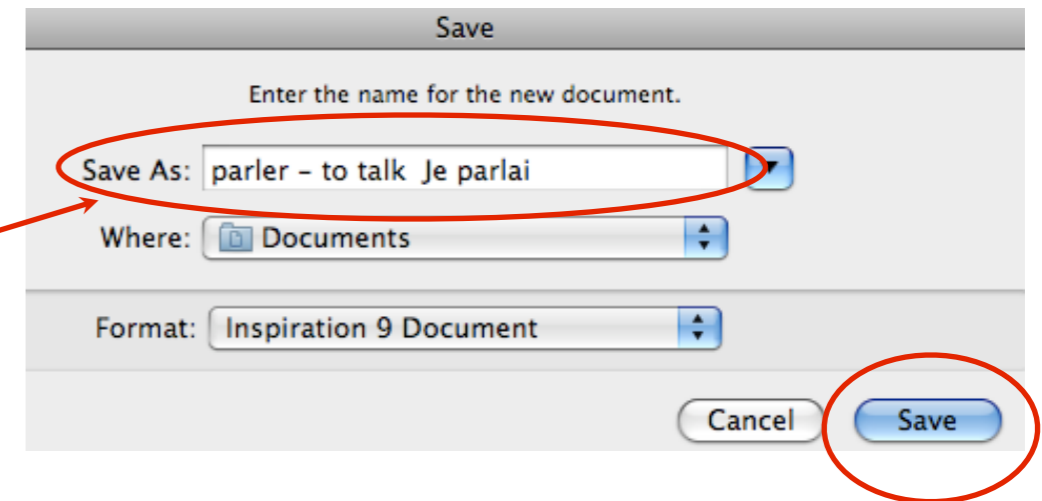 Save
Enter the name for the new document.
Save As: parler – to talk  Je parlai
Where: Documents
Format: Inspiration 9 Document
Cancel Save